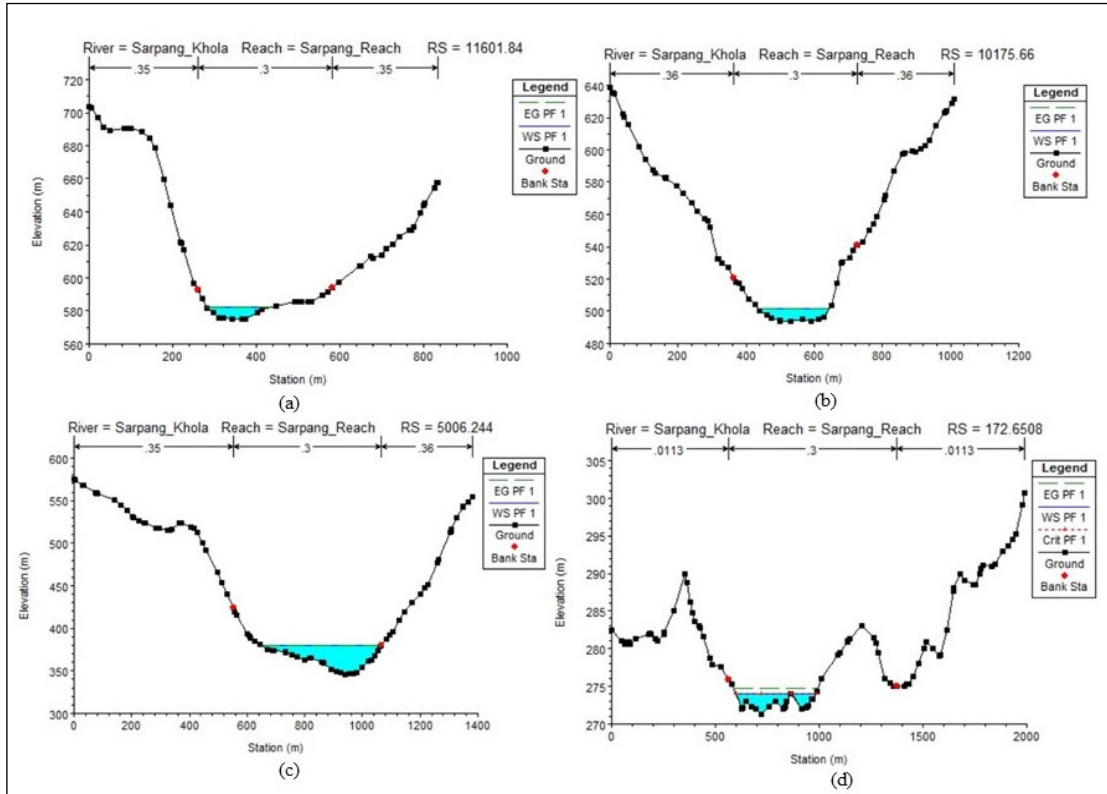 River = Sarpang_Khola Reach = Sarpang_Reach RS = 11601.84
.35 .3 .35
720
700
680
660
640
620
600
580
560
0 200 400 600 800 1000
Elevation (m)
Station (m)
Legend
EG PF 1
WS PF 1
Ground
Bank Sta
(a)
River = Sarpang_Khola Reach = Sarpang_Reach RS = 10175.66
.36 .3 .36
640
620
600
580
560
540
520
500
480
0 200 400 600 800 1000 1200
Elevation (m)
Station (m)
Legend
EG PF 1
WS PF 1
Ground
Bank Sta
(b)
River = Sarpang_Khola Reach = Sarpang_Reach RS = 5006.244
.35 .3 .36
600
550
500
450
400
350
300
0 200 400 600 800 1000 1200 1400
Elevation (m)
Station (m)
Legend
EG PF 1
WS PF 1
Ground
Bank Sta
(c)
River = Sarpang_Khola Reach = Sarpang_Reach RS = 172.6508
.0113 .3 .0113
305
300
295
290
285
280
275
270
0 500 1000 1500 2000
Elevation (m)
Station (m)
Legend
EG PF 1
WS PF 1
Crit PF 1
Ground
Bank Sta
(d)